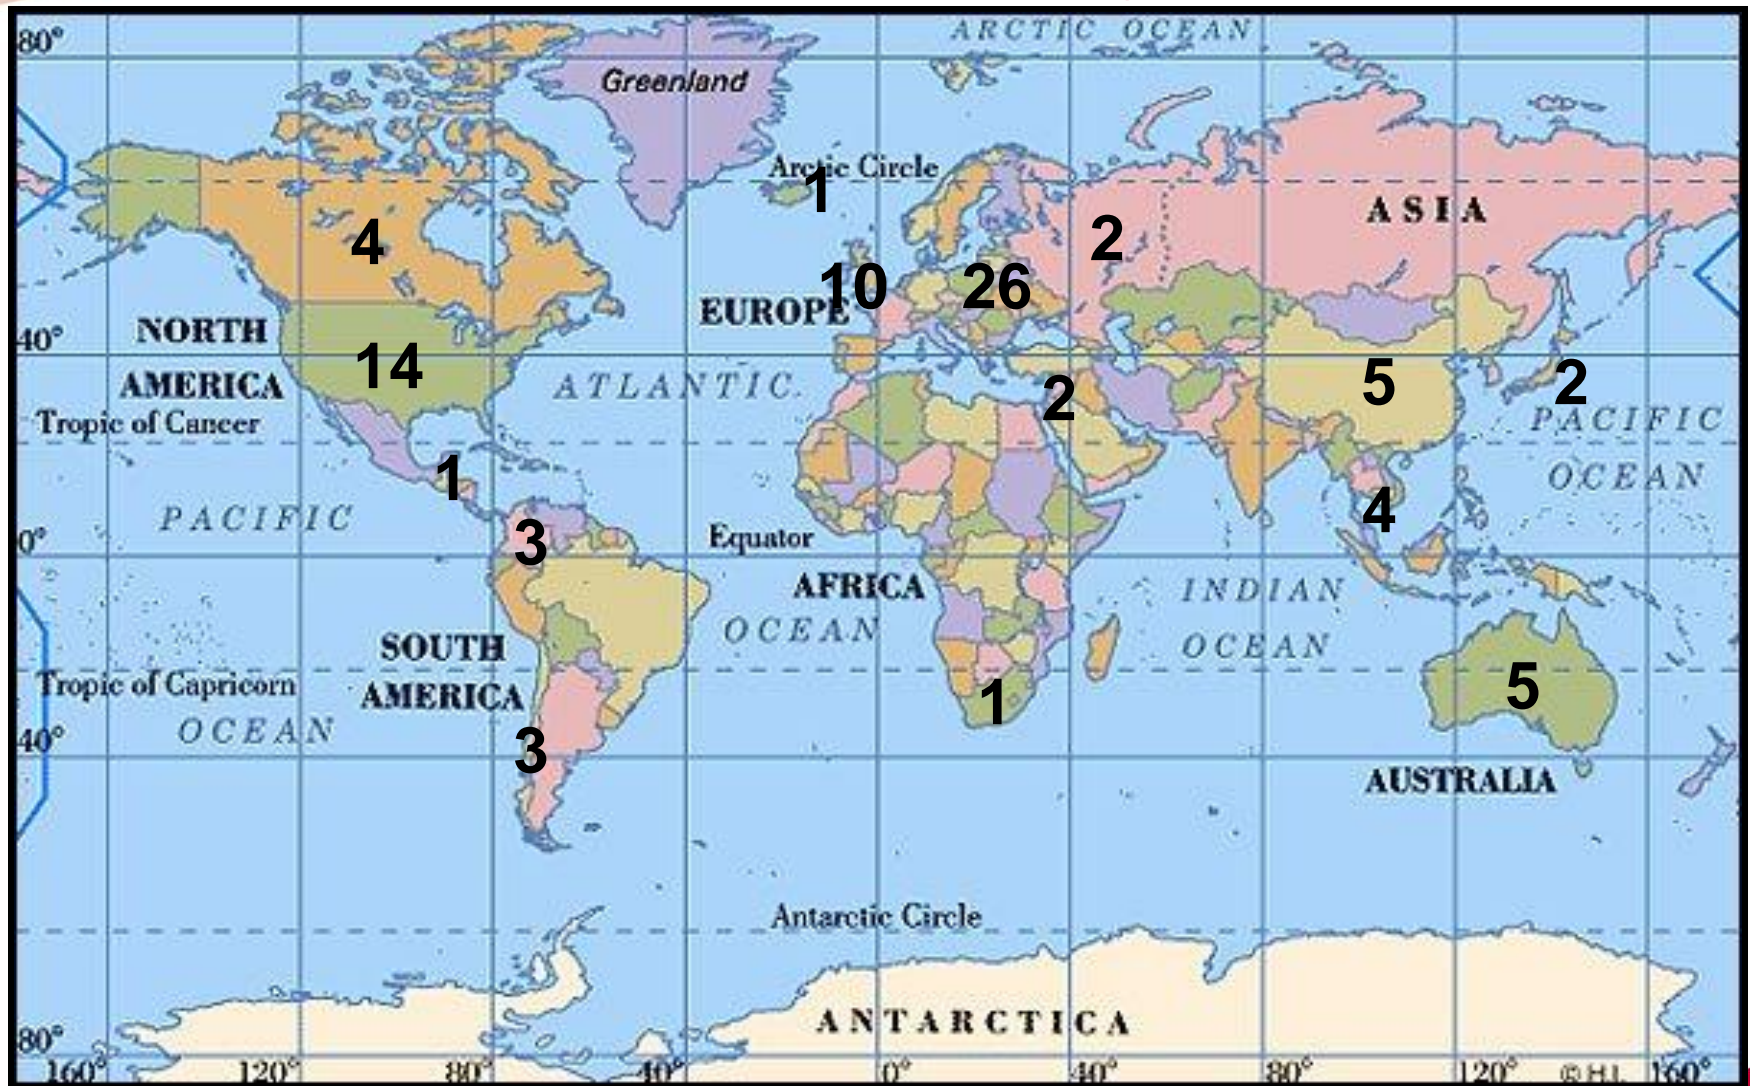 80°
ARCTIC OCEAN
Greenland
Arctic Circle
1
4
2
ASIA
10
26
EUROPE
NORTH
AMERICA
40°
14
ATLANTIC
2
5
2
Tropic of Cancer
PACIFIC
OCEAN
1
PACIFIC
4
3
0°
Equator
AFRICA
INDIAN
OCEAN
OCEAN
SOUTH
AMERICA
Tropic of Capricorn
OCEAN
1
5
40°
3
AUSTRALIA
Antarctic Circle
ANTARCTICA
80°
160° 120° 80° 40° 0° 40° 80° 120° © H.I. 160°